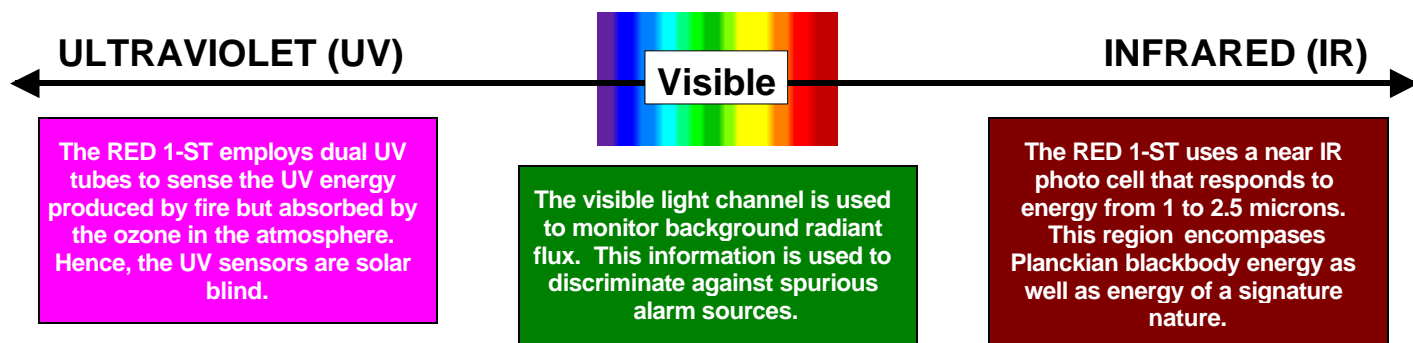 ULTRAVIOLET (UV)
Visible
INFRARED (IR)
The RED 1-ST employs dual UV
tubes to sense the UV energy
produced by fire but absorbed by
the ozone in the atmosphere.
Hence, the UV sensors are solar
blind.
The visible light channel is used
to monitor background radiant
flux. This information is used to
discriminate against spurious
alarm sources.
The RED 1-ST uses a near IR
photo cell that responds to
energy from 1 to 2.5 microns.
This region encompases
Planckian blackbody energy as
well as energy of a signature
nature.